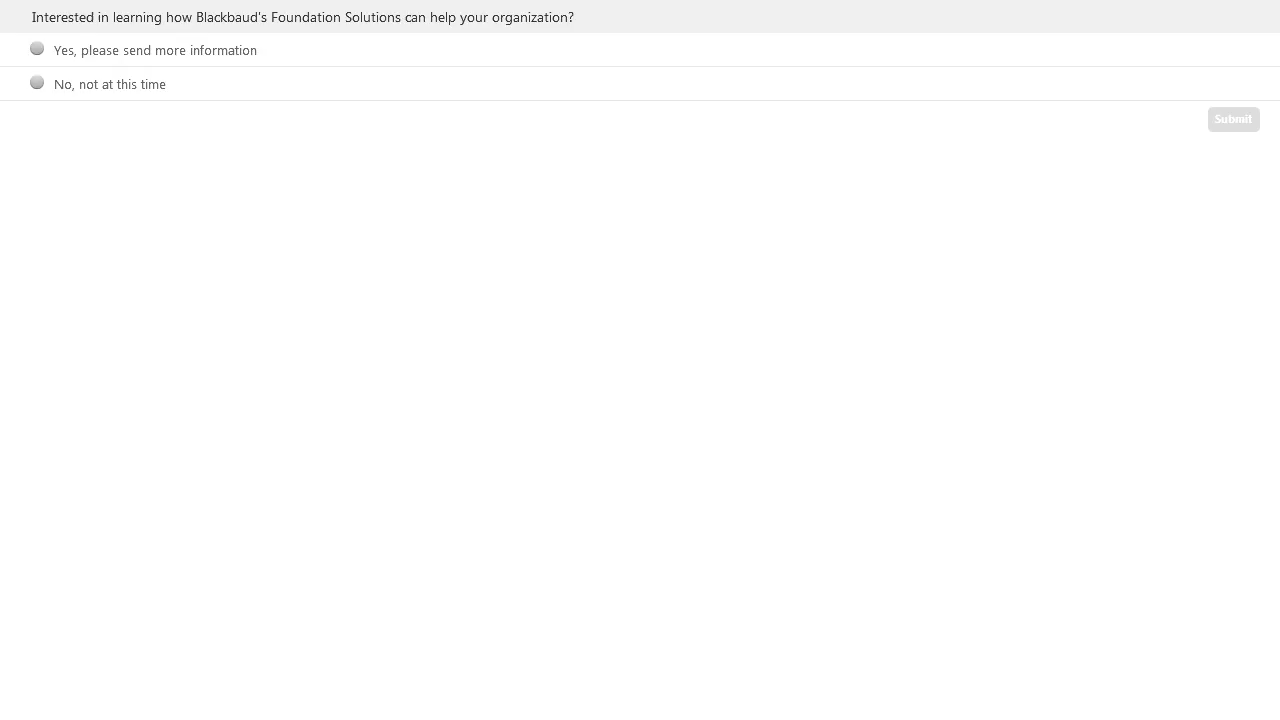 Interested in learning how Blackbaud's Foundation Solutions can help your organization?
Yes, please send more information
No, not at this time
Submit